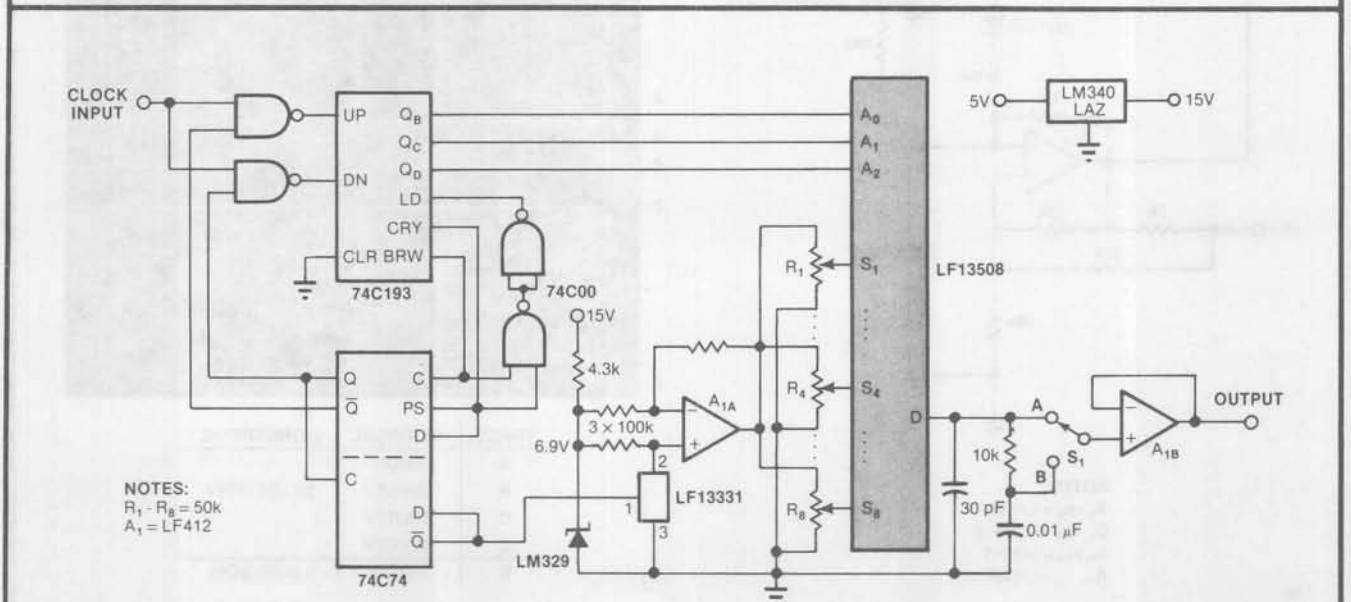 CLOCK
INPUT
UP
DN
CLR BRW
QB
QC
QD
LD
CRY
74C193
74C00
Q
Q̅
C
C
PS
D
D
Q̅
74C74
NOTES:
R1 - R8 = 50k
A1 = LF412
15V
4.3k
3 × 100k
6.9V
LM329
A1A
2
1
3
LF13331
R1
R4
R8
A0
A1
A2
S1
S4
S8
D
LF13508
5V
LM340
LAZ
15V
30 pF
10k
0.01 μF
A
B
S1
A1B
OUTPUT